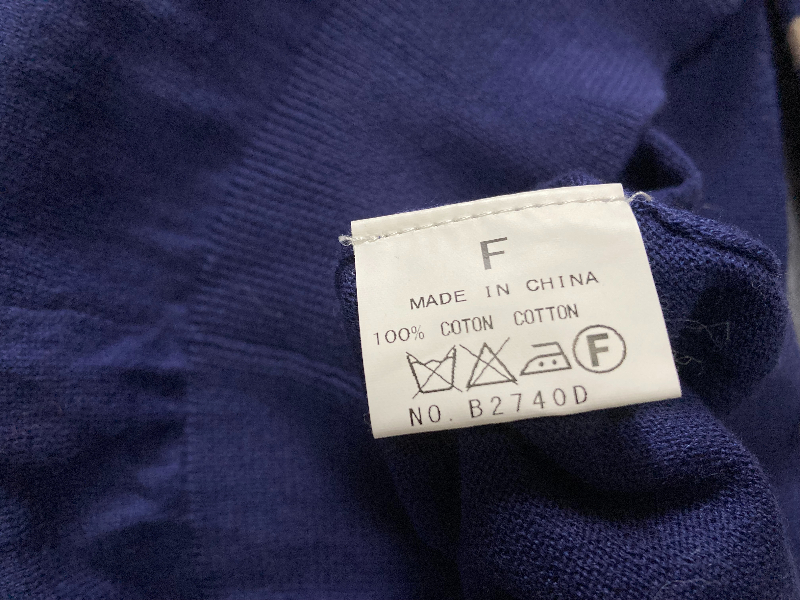 F
MADE IN CHINA
100% COTON COTTON
F
NO. B2740D